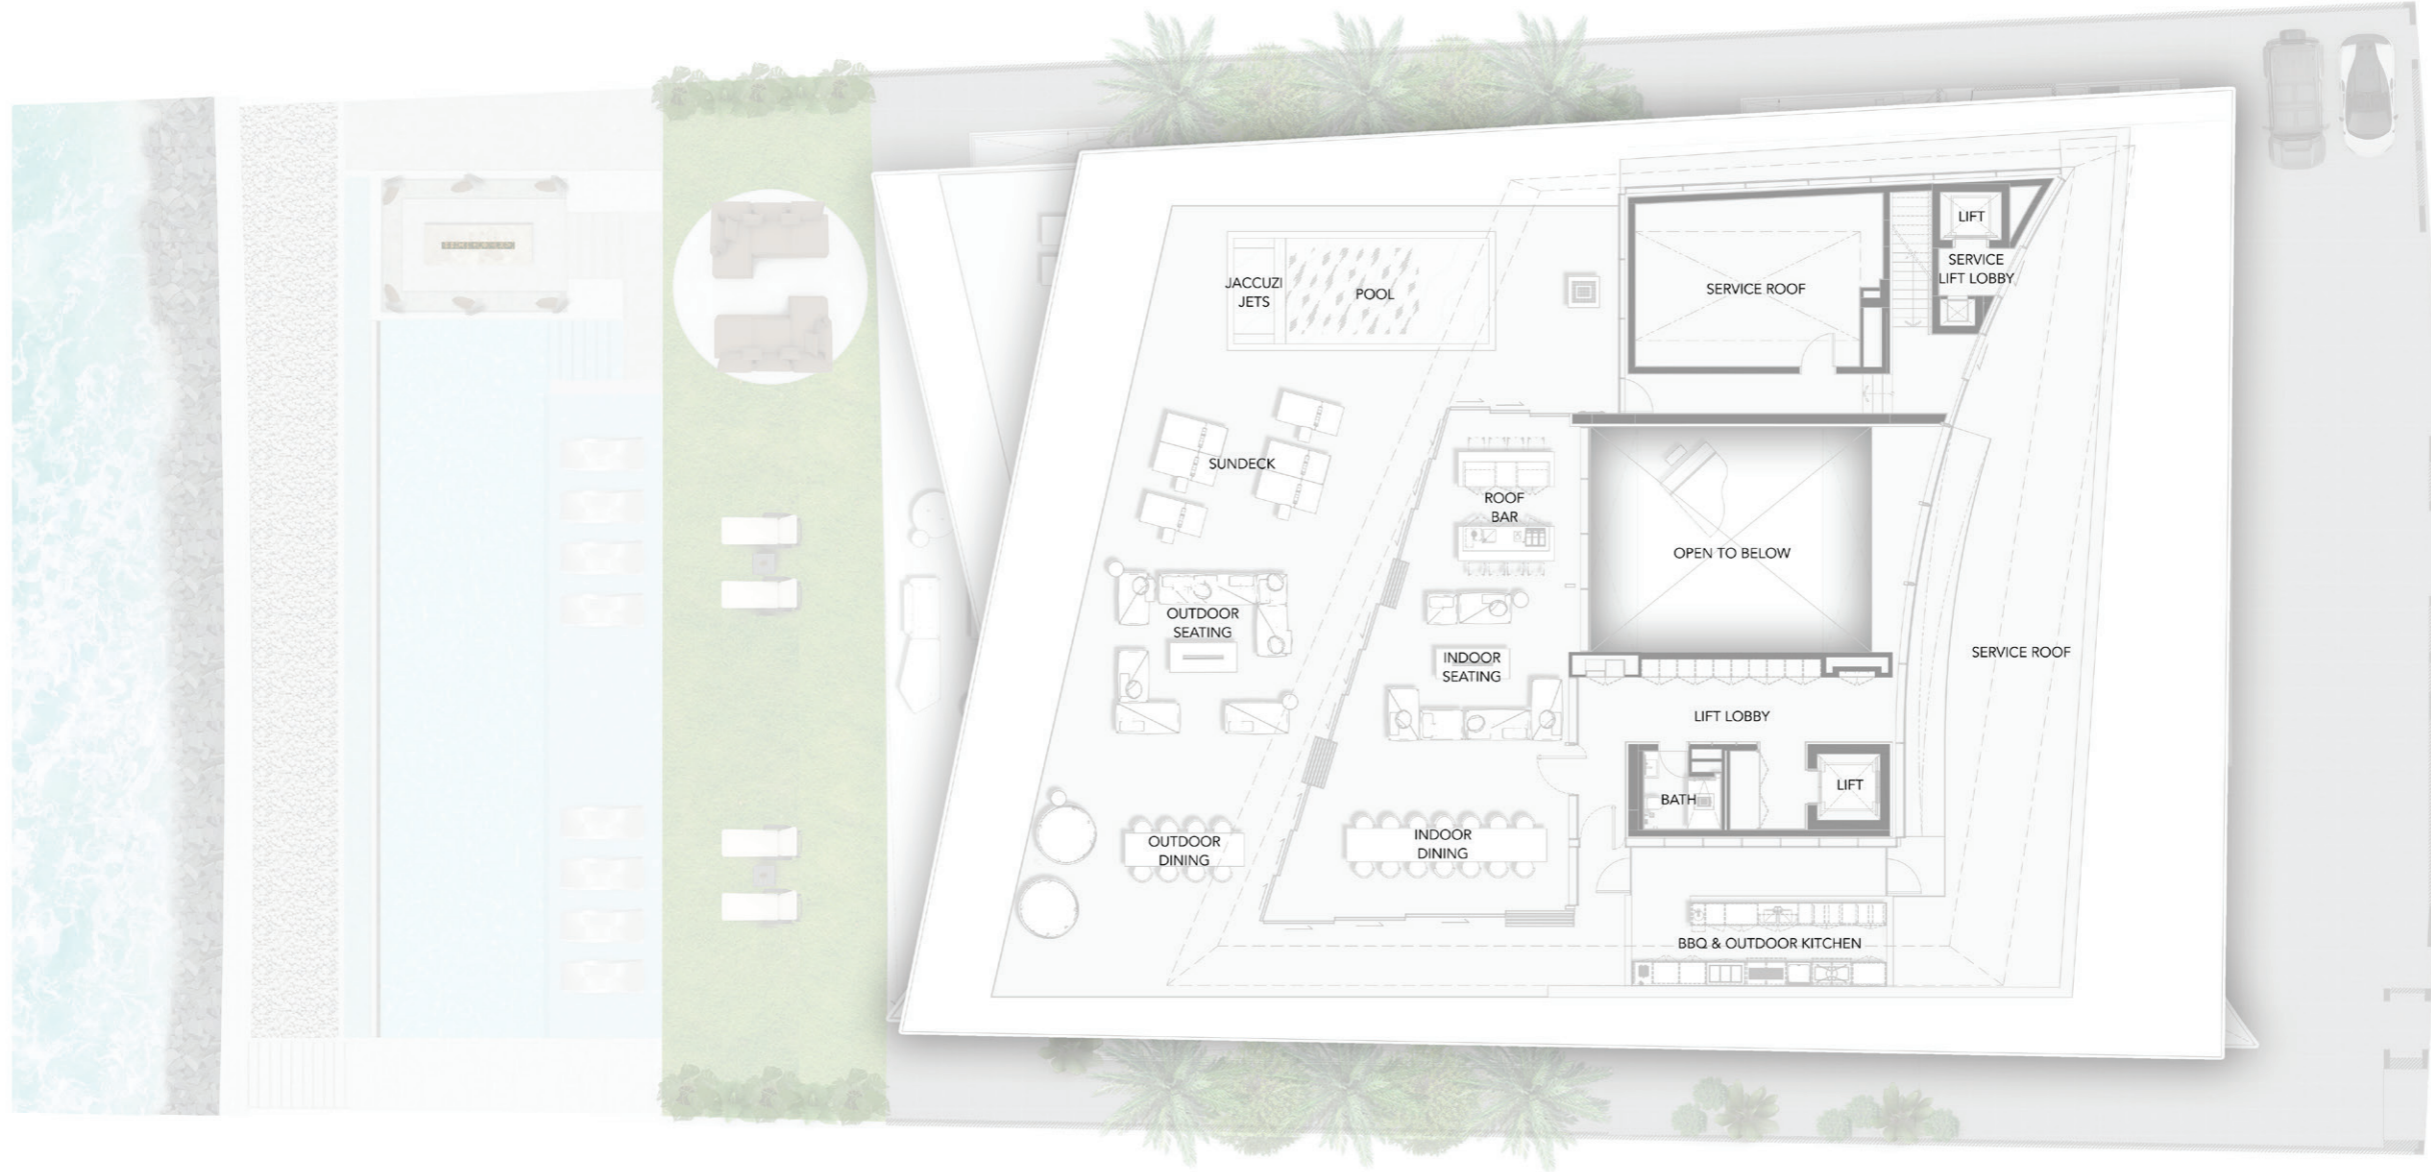 LIFT
SERVICE
LIFT LOBBY
SERVICE ROOF
JACCUZI
JETS
POOL
SUNDECK
ROOF
BAR
OPEN TO BELOW
OUTDOOR
SEATING
INDOOR
SEATING
SERVICE ROOF
LIFT LOBBY
LIFT
BATH
OUTDOOR
DINING
INDOOR
DINING
BBQ & OUTDOOR KITCHEN